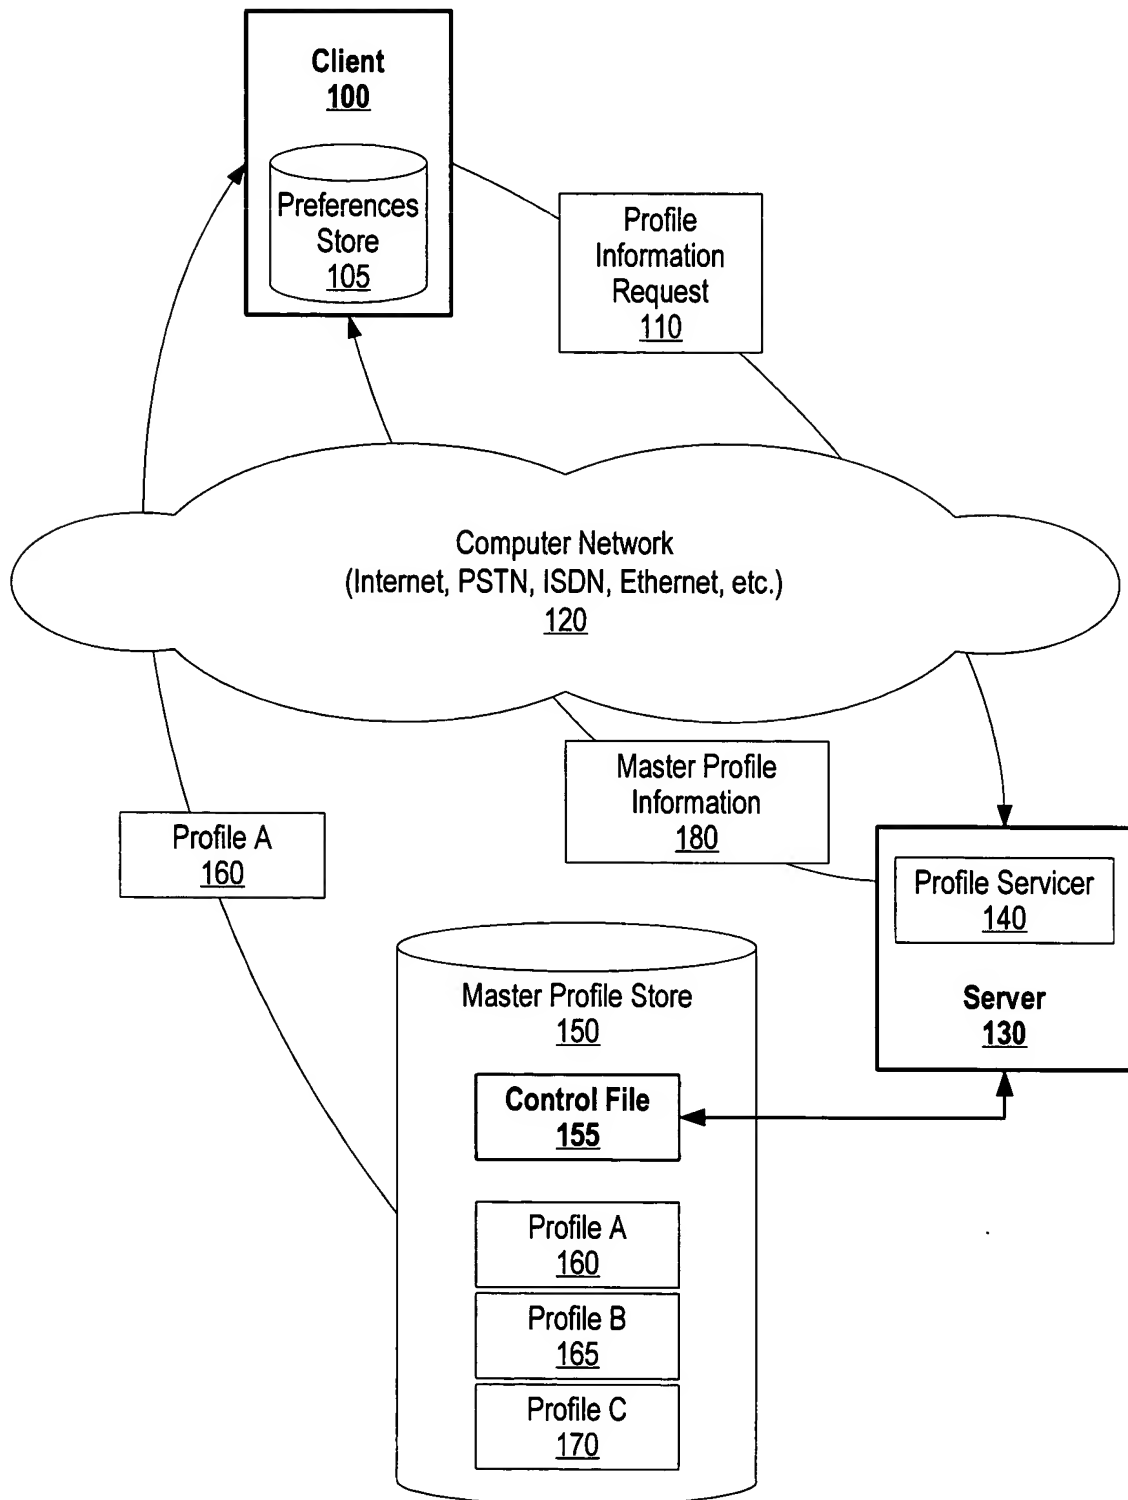 Client
100
Preferences
Store
105
Profile
Information
Request
110
Computer Network
(Internet, PSTN, ISDN, Ethernet, etc.)
120
Master Profile
Information
180
Profile A
160
Profile Servicer
140
Server
130
Master Profile Store
150
Control File
155
Profile A
160
Profile B
165
Profile C
170